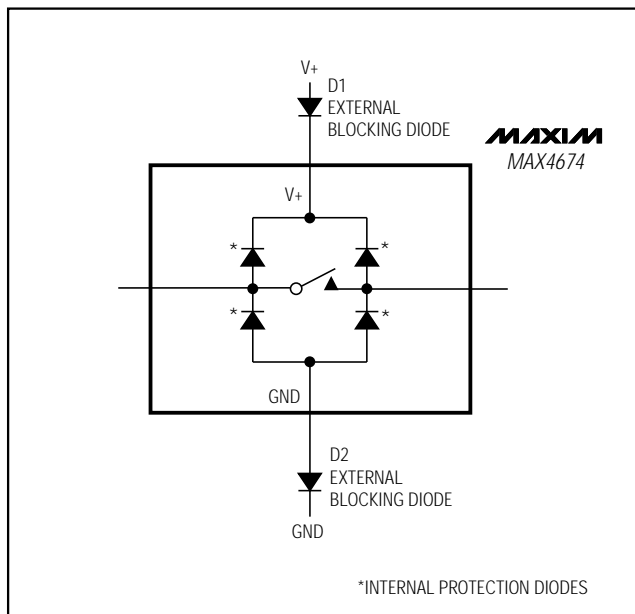 V+
D1
EXTERNAL
BLOCKING DIODE
MAXIM
MAX4674
V+
*
*
*
*
GND
D2
EXTERNAL
BLOCKING DIODE
GND
*INTERNAL PROTECTION DIODES